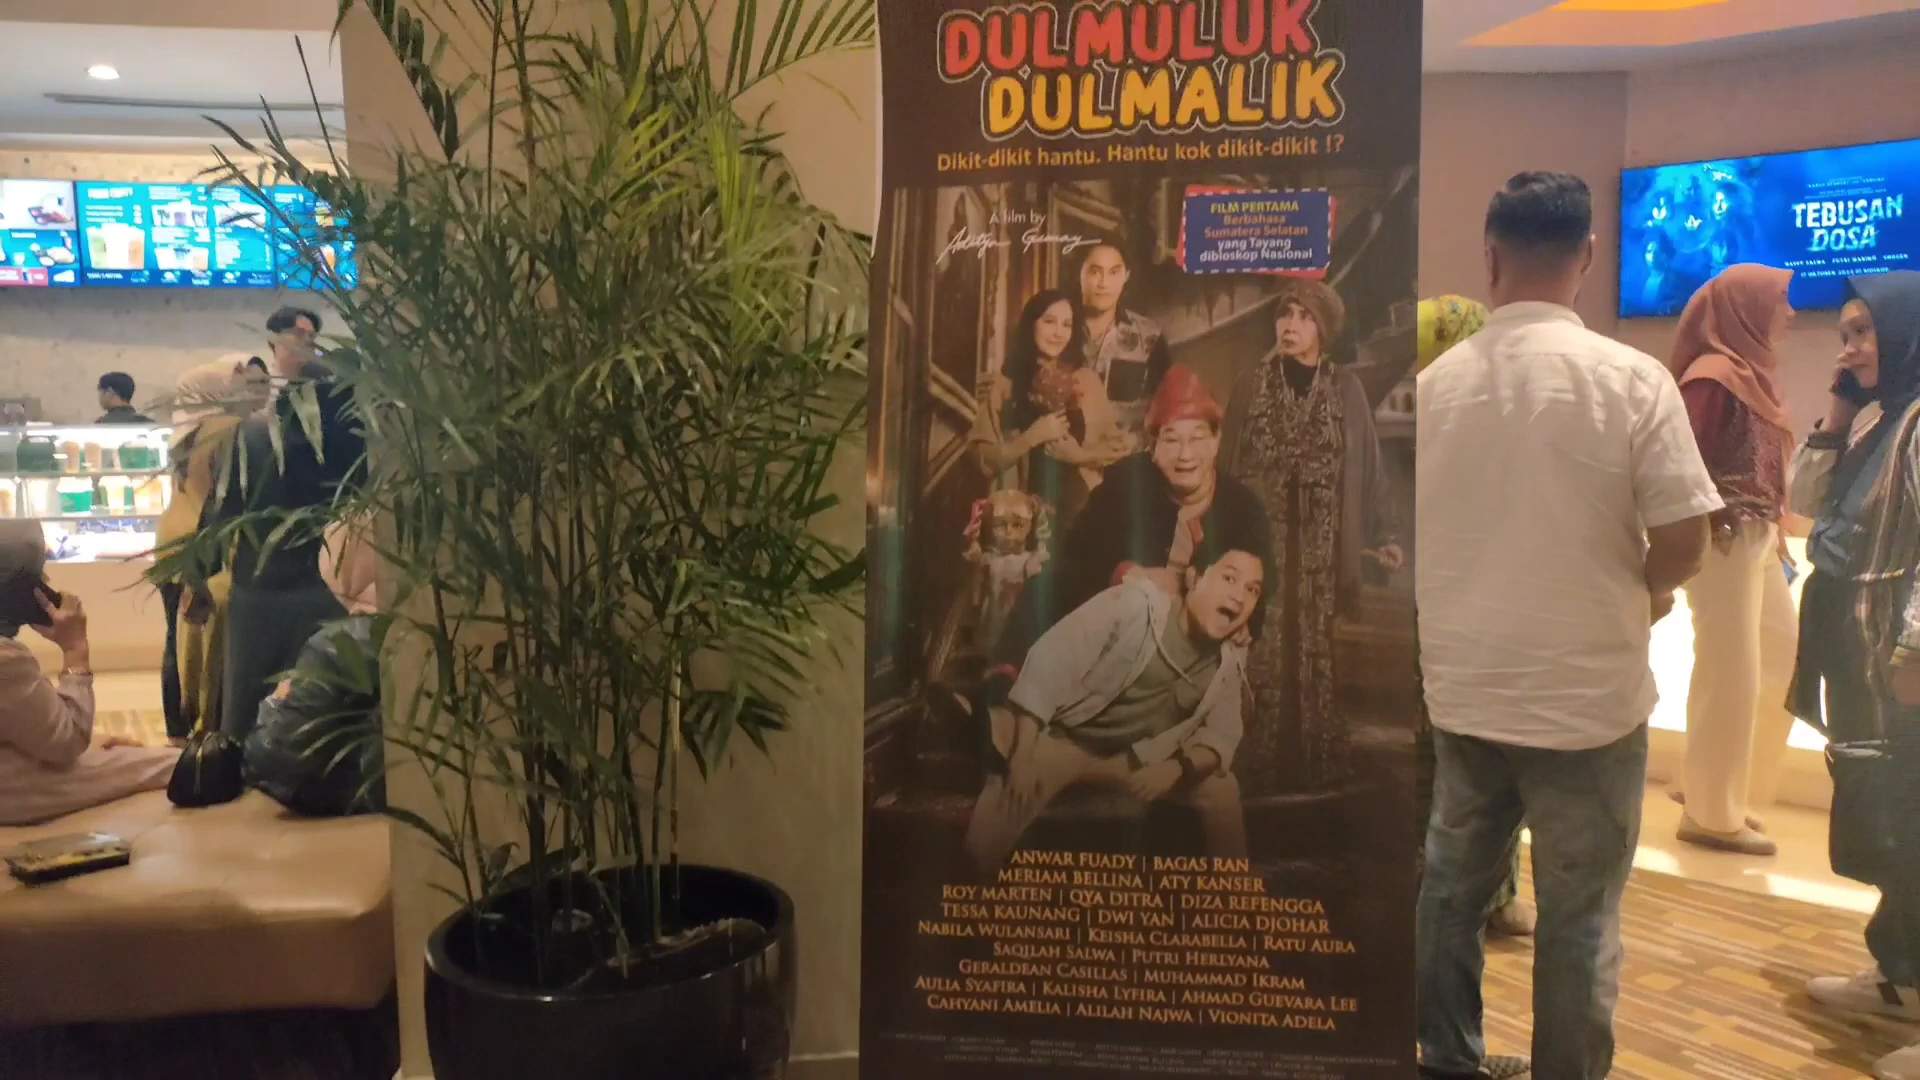 DULMULUK
DULMALIK
Dikit-dikit hantu. Hantu kok dikit-dikit !?
A film by
Aditya Gumay
FILM PERTAMA
Berbahasa
Sumatera Selatan
yang Tayang
dibloskop Nasional
ANWAR FUADY | BAGAS RAN
MERIAM BELLINA | ATY KANSER
ROY MARTEN | QYA DITRA | DIZA REFENGGA
TESSA KAUNANG | DWI YAN | ALICIA DJOHAR
NABILA WULANSARI | KEISHA CLARABELLA | RATU AURA
SAQILAH SALWA | PUTRI HERLYANA
GERALDEAN CASILLAS | MUHAMMAD IKRAM
AULIA SYAFIRA | KALISHA LYFIRA | AHMAD GUEVARA LEE
CAHYANI AMELIA | ALILAH NAJWA | VIONITA ADELA
TEBUSAN
DOSA